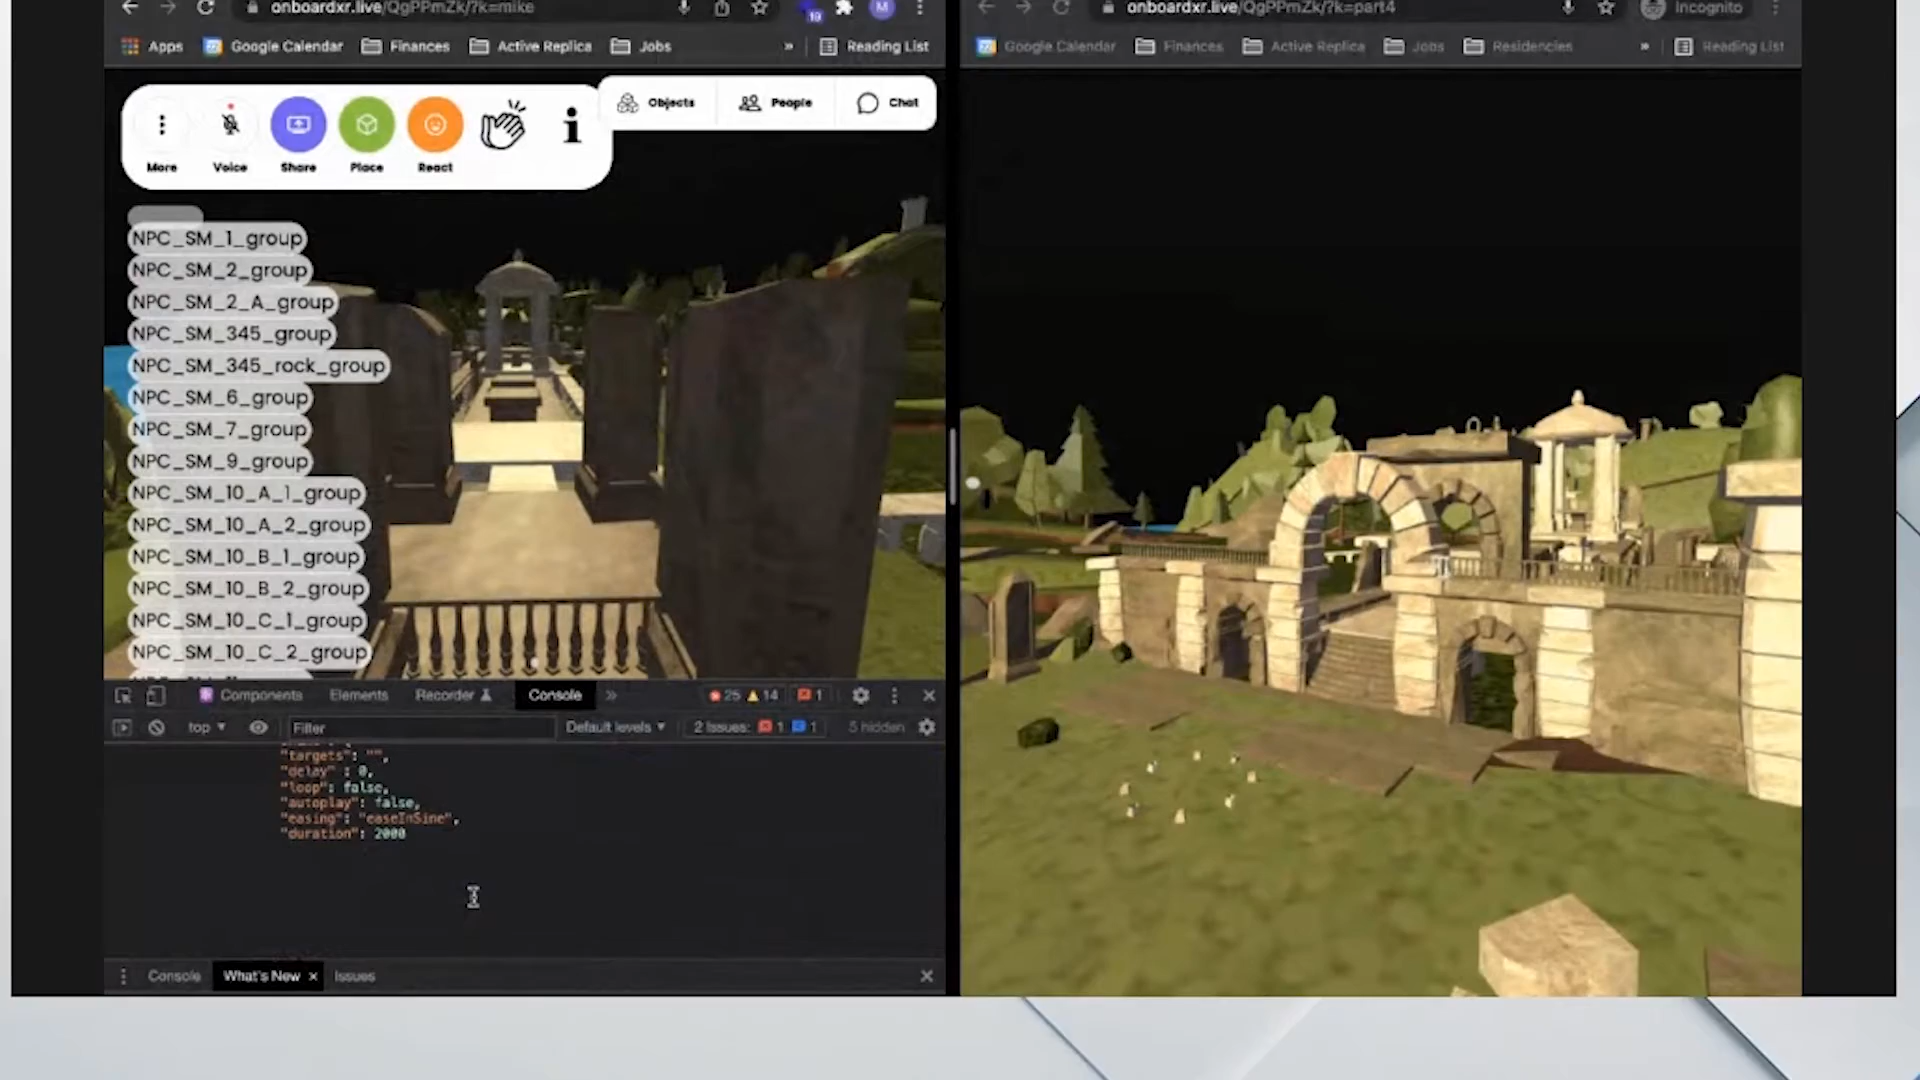 onboardxr.live/QgPPmZk/?k=mike
19
M
Apps
Google Calendar
Finances
Active Replica
Jobs
»
Reading List
Objects
People
Chat
More
Voice
Share
Place
React
i
NPC_SM_1_group
NPC_SM_2_group
NPC_SM_2_A_group
NPC_SM_345_group
NPC_SM_345_rock_group
NPC_SM_6_group
NPC_SM_7_group
NPC_SM_9_group
NPC_SM_10_A_1_group
NPC_SM_10_A_2_group
NPC_SM_10_B_1_group
NPC_SM_10_B_2_group
NPC_SM_10_C_1_group
NPC_SM_10_C_2_group
Components
Elements
Recorder
Console
»
25
14
1
top
Filter
Default levels
2 Issues:
1
1
5 hidden
"targets": "",
"delay" : 0,
"loop": false,
"autoplay": false,
"easing": "easeInSine",
"duration": 2000
Console
What's New ×
Issues
onboardxr.live/QgPPmZk/?k=part4
Incognito
Google Calendar
Finances
Active Replica
Jobs
Residencies
»
Reading List